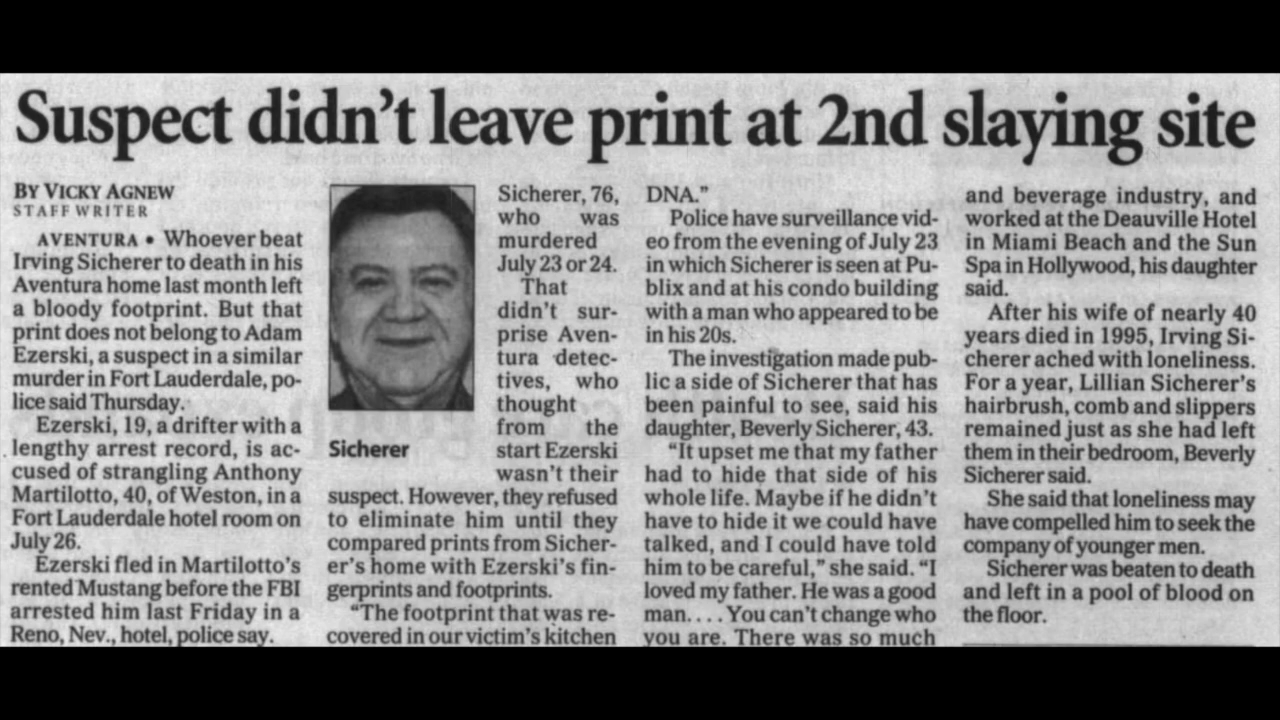 Suspect didn't leave print at 2nd slaying site
BY VICKY AGNEW
STAFF WRITER
AVENTURA • Whoever beat
Irving Sicherer to death in his
Aventura home last month left
a bloody footprint. But that
print does not belong to Adam
Ezerski, a suspect in a similar
murder in Fort Lauderdale, po-
lice said Thursday.
Ezerski, 19, a drifter with a
lengthy arrest record, is ac-
cused of strangling Anthony
Martilotto, 40, of Weston, in a
Fort Lauderdale hotel room on
July 26.
Ezerski fled in Martilotto's
rented Mustang before the FBI
arrested him last Friday in a
Reno, Nev., hotel, police say.
Sicherer
Sicherer, 76,
who was
murdered
July 23 or 24.
That
didn't sur-
prise Aven-
tura detec-
tives, who
thought
from the
start Ezerski
wasn't their
suspect. However, they refused
to eliminate him until they
compared prints from Sicher-
er's home with Ezerski's fin-
gerprints and footprints.
"The footprint that was re-
covered in our victim's kitchen
DNA."
Police have surveillance vid-
eo from the evening of July 23
in which Sicherer is seen at Pu-
blix and at his condo building
with a man who appeared to be
in his 20s.
The investigation made pub-
lic a side of Sicherer that has
been painful to see, said his
daughter, Beverly Sicherer, 43.
"It upset me that my father
had to hide that side of his
whole life. Maybe if he didn't
have to hide it we could have
talked, and I could have told
him to be careful," she said. "I
loved my father. He was a good
man. . . . You can't change who
you are. There was so much
and beverage industry, and
worked at the Deauville Hotel
in Miami Beach and the Sun
Spa in Hollywood, his daughter
said.
After his wife of nearly 40
years died in 1995, Irving Si-
cherer ached with loneliness.
For a year, Lillian Sicherer's
hairbrush, comb and slippers
remained just as she had left
them in their bedroom, Beverly
Sicherer said.
She said that loneliness may
have compelled him to seek the
company of younger men.
Sicherer was beaten to death
and left in a pool of blood on
the floor.